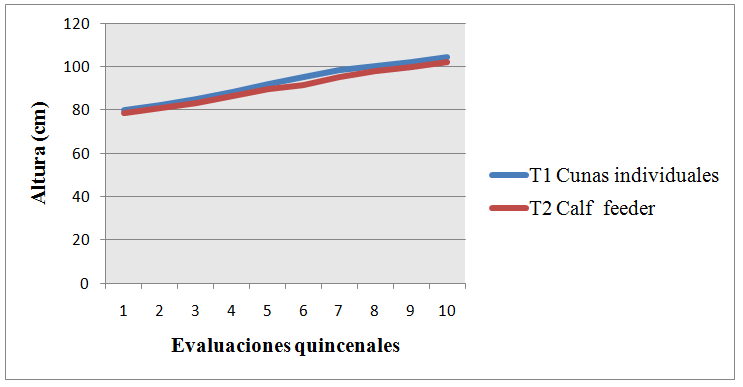 120
100
80
60
40
20
0
Altura (cm)
1 2 3 4 5 6 7 8 9 10
Evaluaciones quincenales
T1 Cunas individuales
T2 Calf feeder